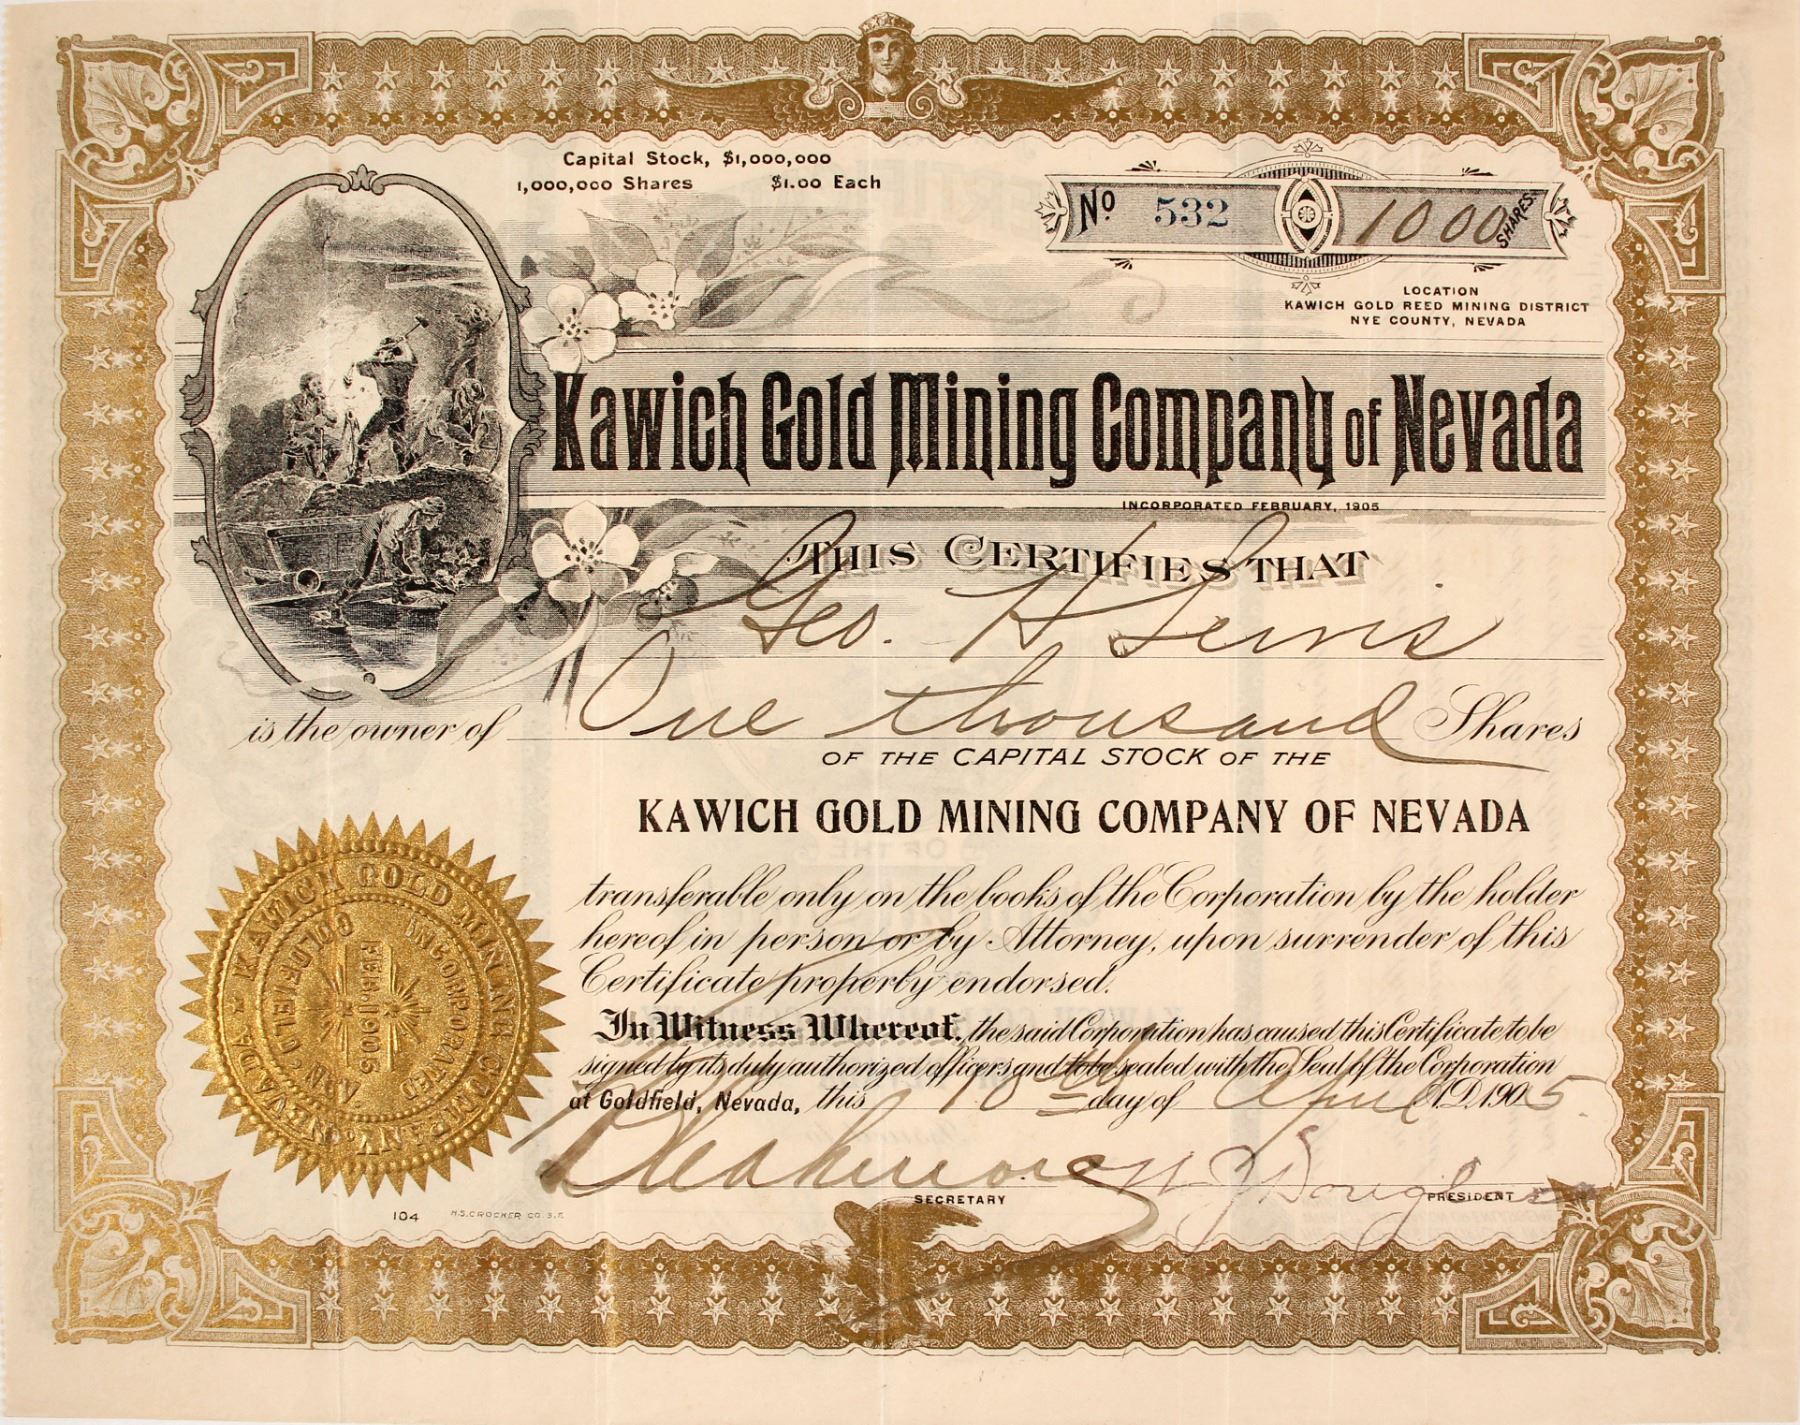 Capital Stock, $1,000,000
1,000,000 Shares $1.00 Each
No 532 1000 SHARES.
LOCATION
KAWICH GOLD REED MINING DISTRICT
NYE COUNTY, NEVADA
Kawich Gold Mining Company of Nevada
INCORPORATED FEBRUARY, 1905
THIS CERTIFIES THAT
Geo. H Lewis
is the owner of One thousand Shares
OF THE CAPITAL STOCK OF THE
KAWICH GOLD MINING COMPANY OF NEVADA
transferable only on the books of the Corporation by the holder
hereof in person or by Attorney, upon surrender of this
Certificate properly endorsed.
In Witness Whereof, the said Corporation has caused this Certificate to be
signed by its duly authorized officers and to be sealed with the Seal of the Corporation
at Goldfield, Nevada, this 10th day of April A.D. 1905.
SECRETARY
W J Douglass
PRESIDENT
104 H.S. CROCKER CO. S.F.
KAWICH GOLD MINING COMPANY OF NEVADA
INCORPORATED
FEB. 1905